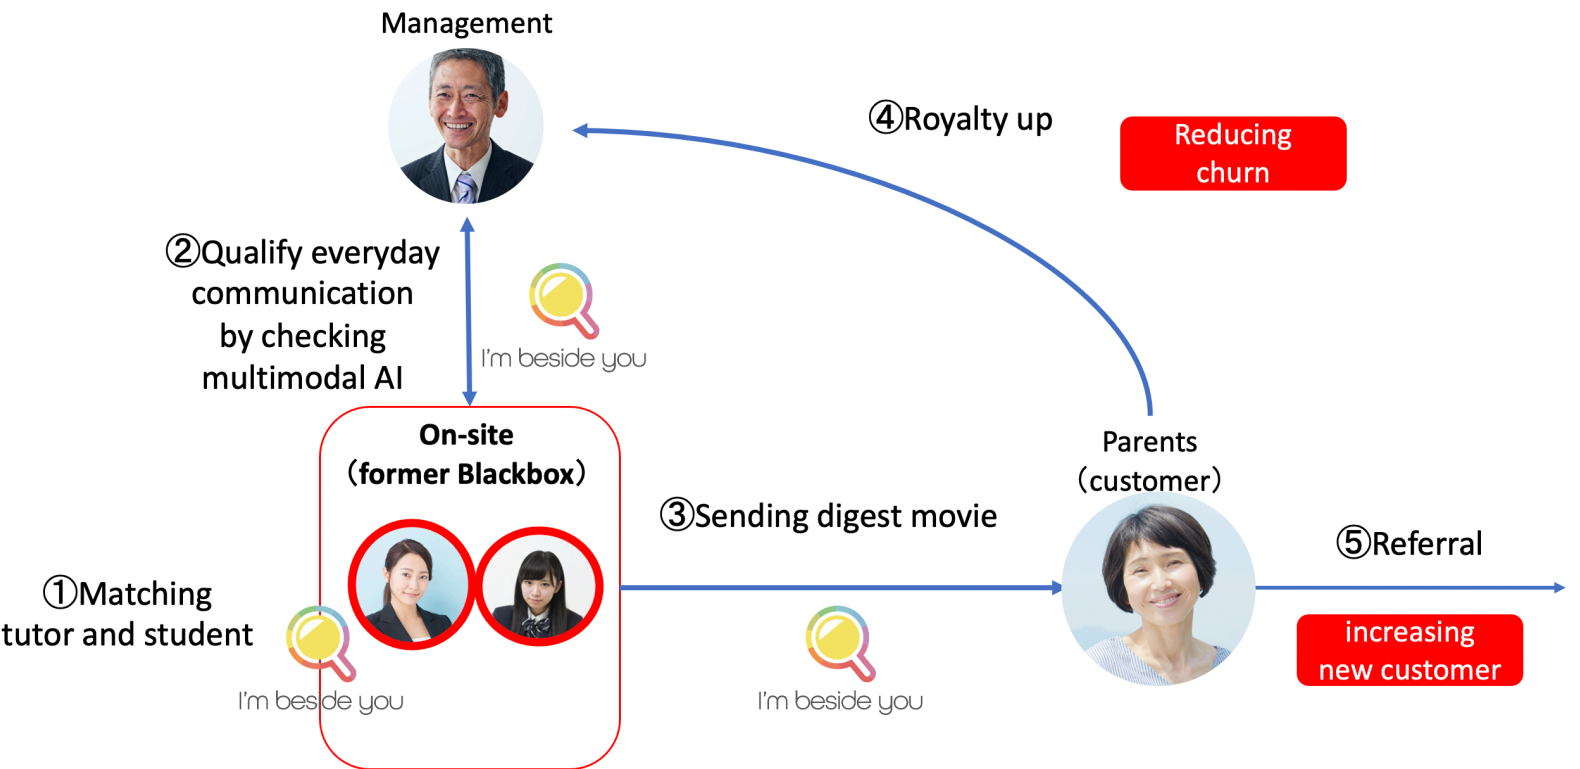 Management
④Royalty up
Reducing
churn
②Qualify everyday
communication
by checking
multimodal AI
I'm beside you
On-site
（former Blackbox）
Parents
（customer）
③Sending digest movie
⑤Referral
①Matching
tutor and student
I'm beside you
I'm beside you
increasing
new customer